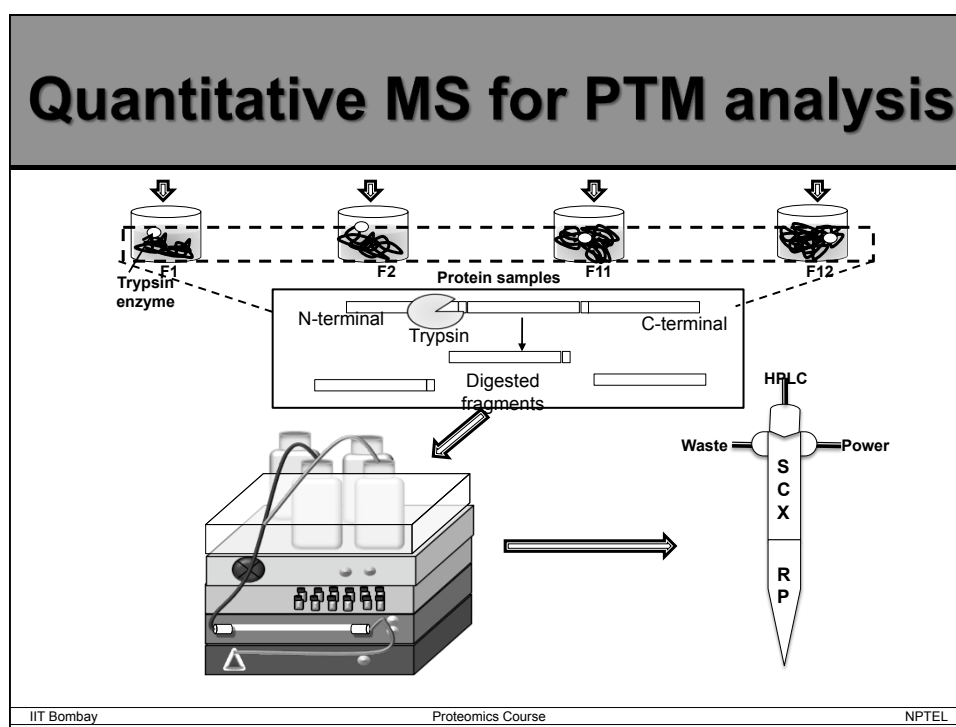 Quantitative MS for PTM analysis
F1
F2
F11
F12
Trypsin
enzyme
Protein samples
N-terminal
C-terminal
Trypsin
Digested
fragments
HPLC
Waste
Power
S
C
X
R
P
IIT Bombay
Proteomics Course
NPTEL